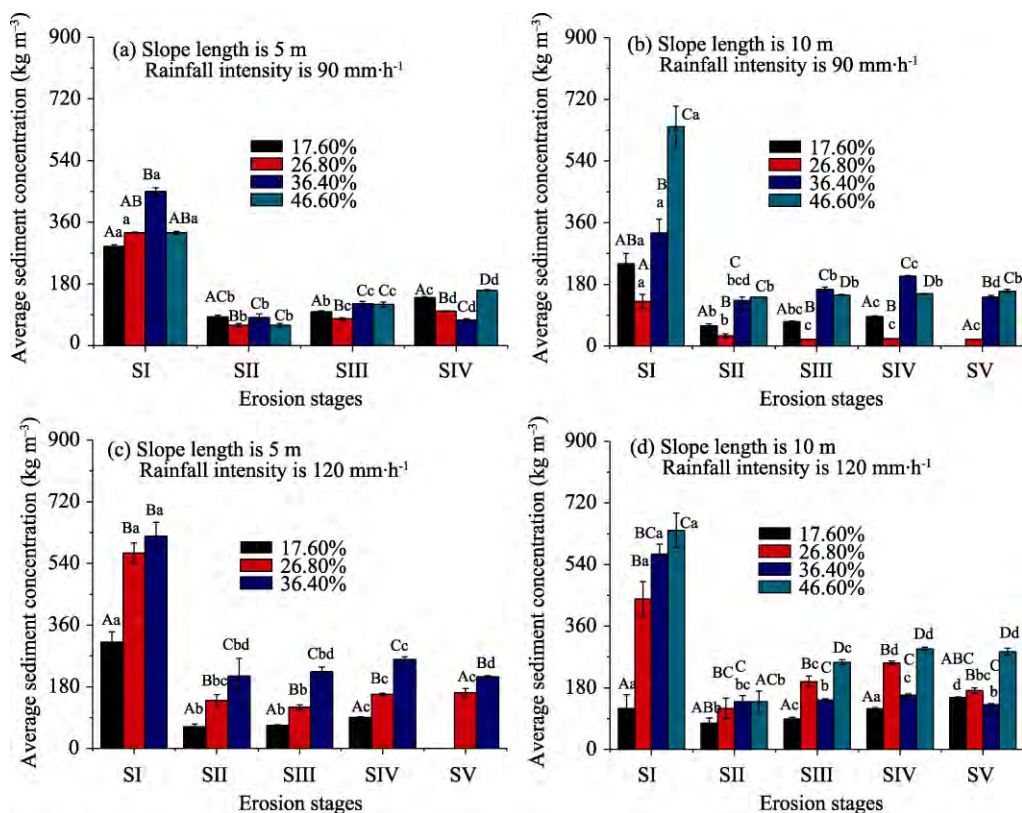 Average sediment concentration (kg m⁻³)
900
720
540
360
180
0
(a) Slope length is 5 m
Rainfall intensity is 90 mm·h⁻¹
17.60%
26.80%
36.40%
46.60%
Aa
AB
a
Ba
ABa
ACb
Bb
Cb
Cb
Ab
Bc
Cc
Cc
Ac
Bd
Cd
Dd
SI
SII
SIII
SIV
Erosion stages
Average sediment concentration (kg m⁻³)
900
720
540
360
180
0
(b) Slope length is 10 m
Rainfall intensity is 90 mm·h⁻¹
17.60%
26.80%
36.40%
46.60%
ABa
A
a
B
a
Ca
Ab
B
b
C
bcd
Cb
Abc
B
c
Cb
Db
Ac
B
c
Cc
Db
Ac
Bd
Cb
SI
SII
SIII
SIV
SV
Erosion stages
Average sediment concentration (kg m⁻³)
900
720
540
360
180
0
(c) Slope length is 5 m
Rainfall intensity is 120 mm·h⁻¹
17.60%
26.80%
36.40%
Aa
Ba
Ba
Ab
Bbc
Cbd
Ab
Bb
Cbd
Ac
Bc
Cc
Ac
Bd
SI
SII
SIII
SIV
SV
Erosion stages
Average sediment concentration (kg m⁻³)
900
720
540
360
180
0
(d) Slope length is 10 m
Rainfall intensity is 120 mm·h⁻¹
17.60%
26.80%
36.40%
46.60%
Aa
Ba
BCa
Ca
ABb
BC
b
C
bc
ACb
Ac
Bc
C
b
Dc
Aa
Bd
C
c
Dd
ABC
d
Bbc
C
b
Dd
SI
SII
SIII
SIV
SV
Erosion stages